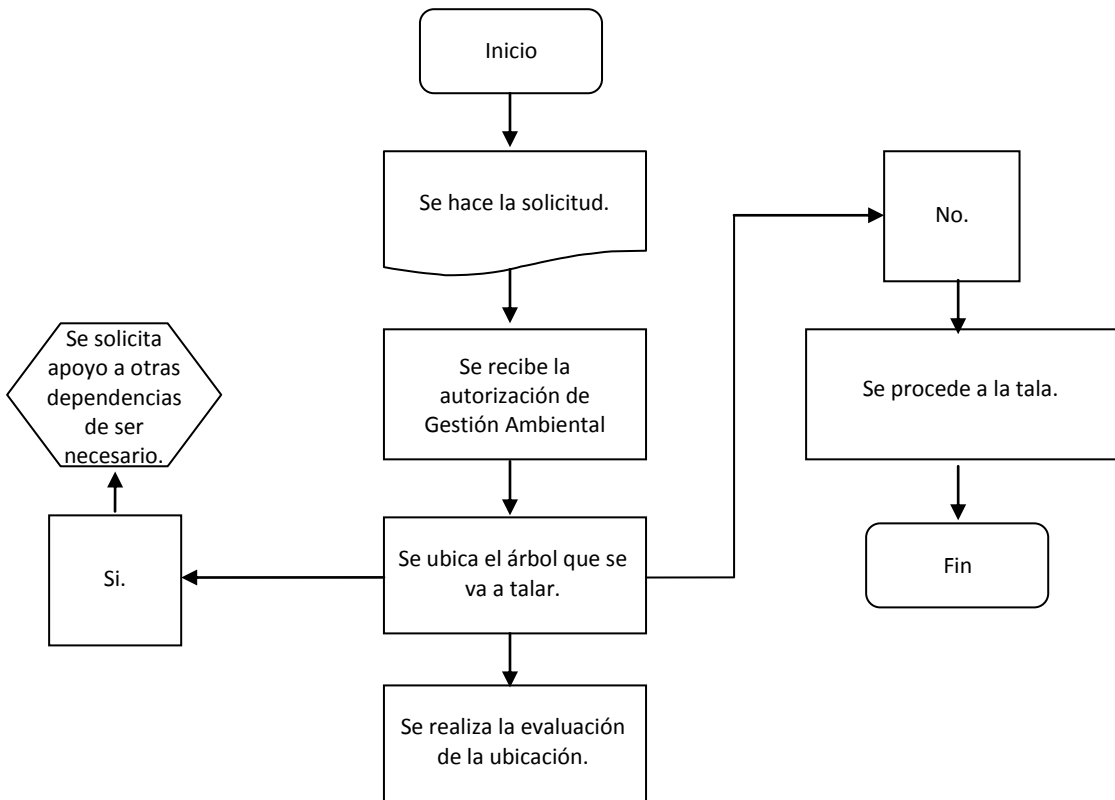 Inicio
Se hace la solicitud.
Se recibe la
autorización de
Gestión Ambiental
Se ubica el árbol que se
va a talar.
Se realiza la evaluación
de la ubicación.
Si.
Se solicita
apoyo a otras
dependencias
de ser
necesario.
No.
Se procede a la tala.
Fin